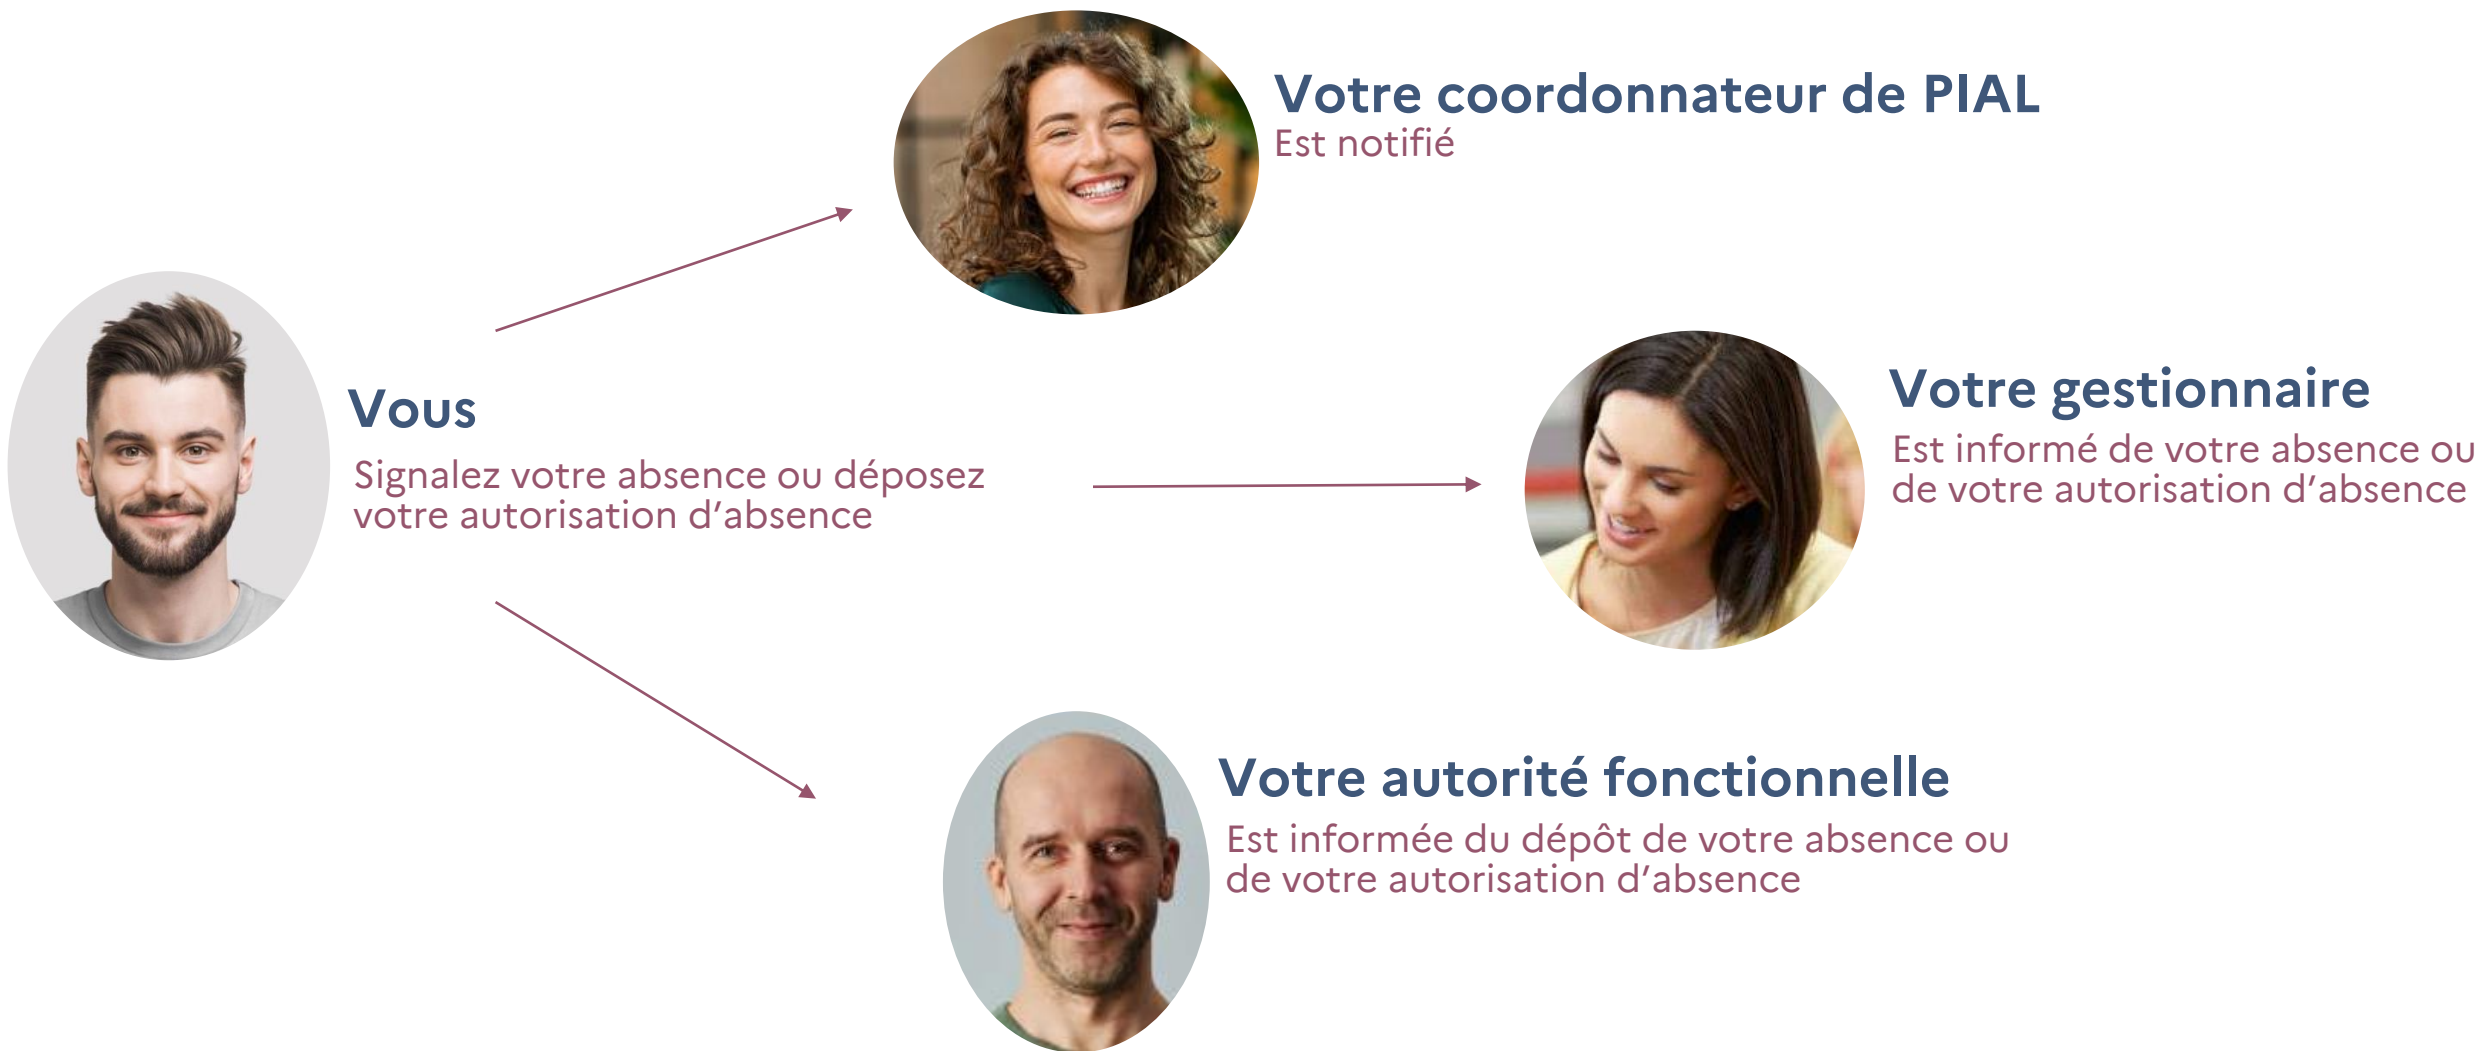 Votre coordonnateur de PIAL
Est notifié
Vous
Signalez votre absence ou déposez
votre autorisation d’absence
Votre gestionnaire
Est informé de votre absence ou
de votre autorisation d’absence
Votre autorité fonctionnelle
Est informée du dépôt de votre absence ou
de votre autorisation d’absence